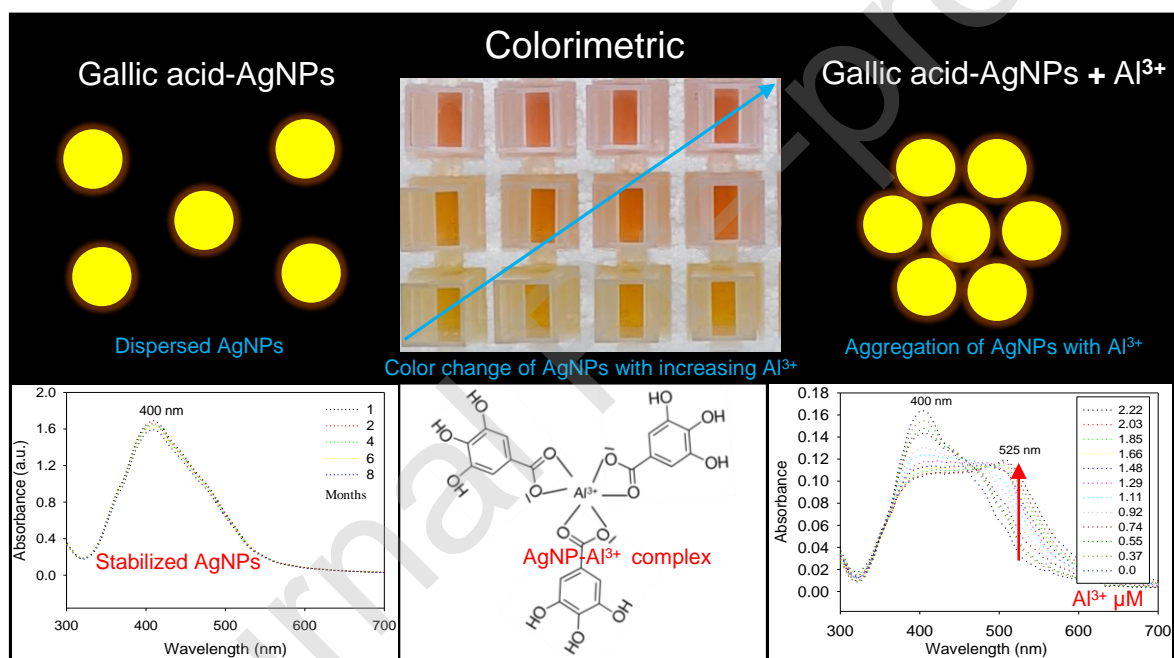 Colorimetric
Gallic acid-AgNPs
Gallic acid-AgNPs + Al³⁺
Dispersed AgNPs
Color change of AgNPs with increasing Al³⁺
Aggregation of AgNPs with Al³⁺
Absorbance (a.u.)
2.0
1.6
1.2
0.8
0.4
0.0
400 nm
1
2
4
6
8
Months
Stabilized AgNPs
300
400
500
600
700
Wavelength (nm)
HO
HO
HO
O
O
Al³⁺
O
O
OH
OH
HO
O
O
AgNP-Al³⁺ complex
HO
OH
OH
Absorbance
0.18
0.16
0.14
0.12
0.10
0.08
0.06
0.04
0.02
0.00
400 nm
525 nm
2.22
2.03
1.85
1.66
1.48
1.29
1.11
0.92
0.74
0.55
0.37
0.0
Al³⁺ µM
300
400
500
600
700
Wavelength (nm)